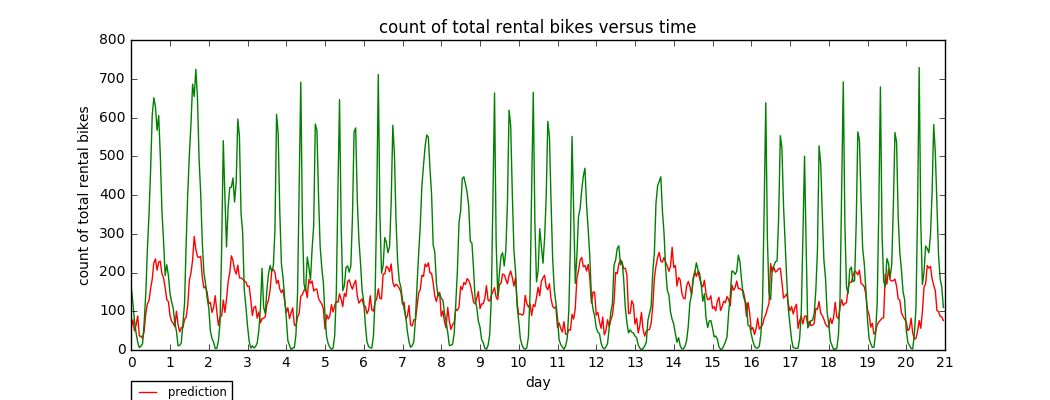 count of total rental bikes versus time
800
700
600
500
400
300
200
100
0
count of total rental bikes
0 1 2 3 4 5 6 7 8 9 10 11 12 13 14 15 16 17 18 19 20 21
day
prediction